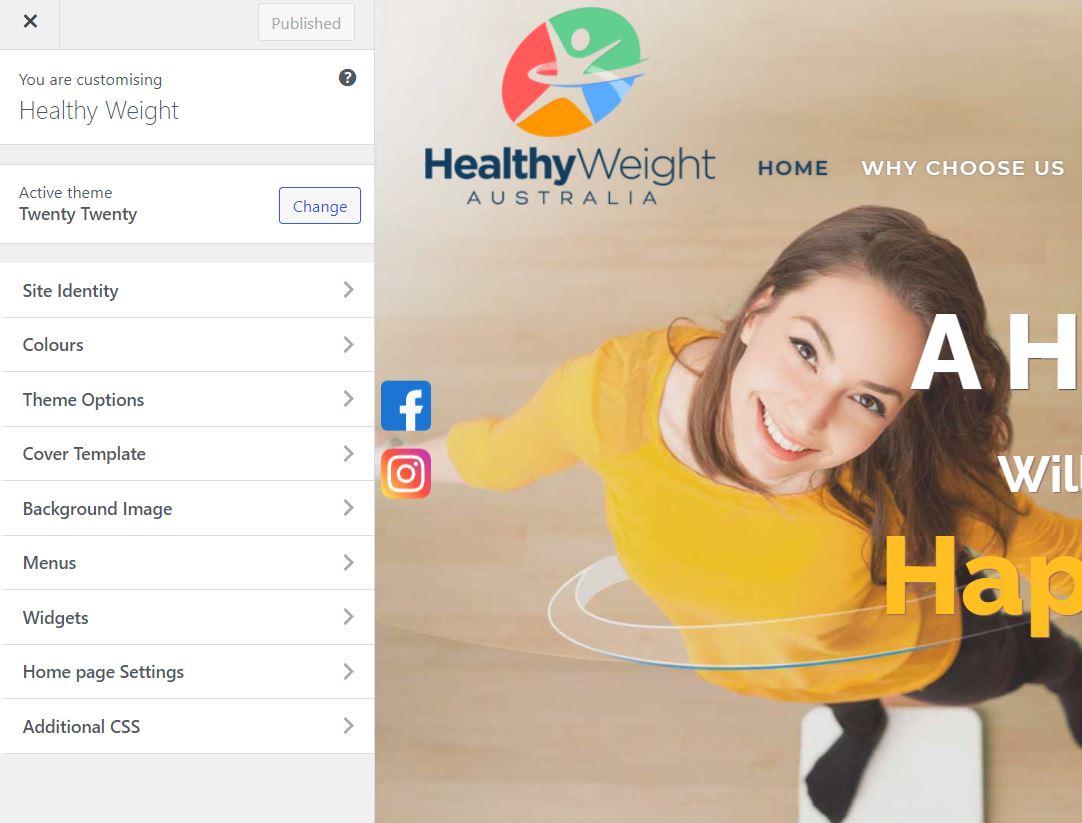 Published
You are customising
Healthy Weight
Active theme
Twenty Twenty
Change
Site Identity
Colours
Theme Options
Cover Template
Background Image
Menus
Widgets
Home page Settings
Additional CSS
HealthyWeight
AUSTRALIA
HOME WHY CHOOSE US
A H
Will
Hap